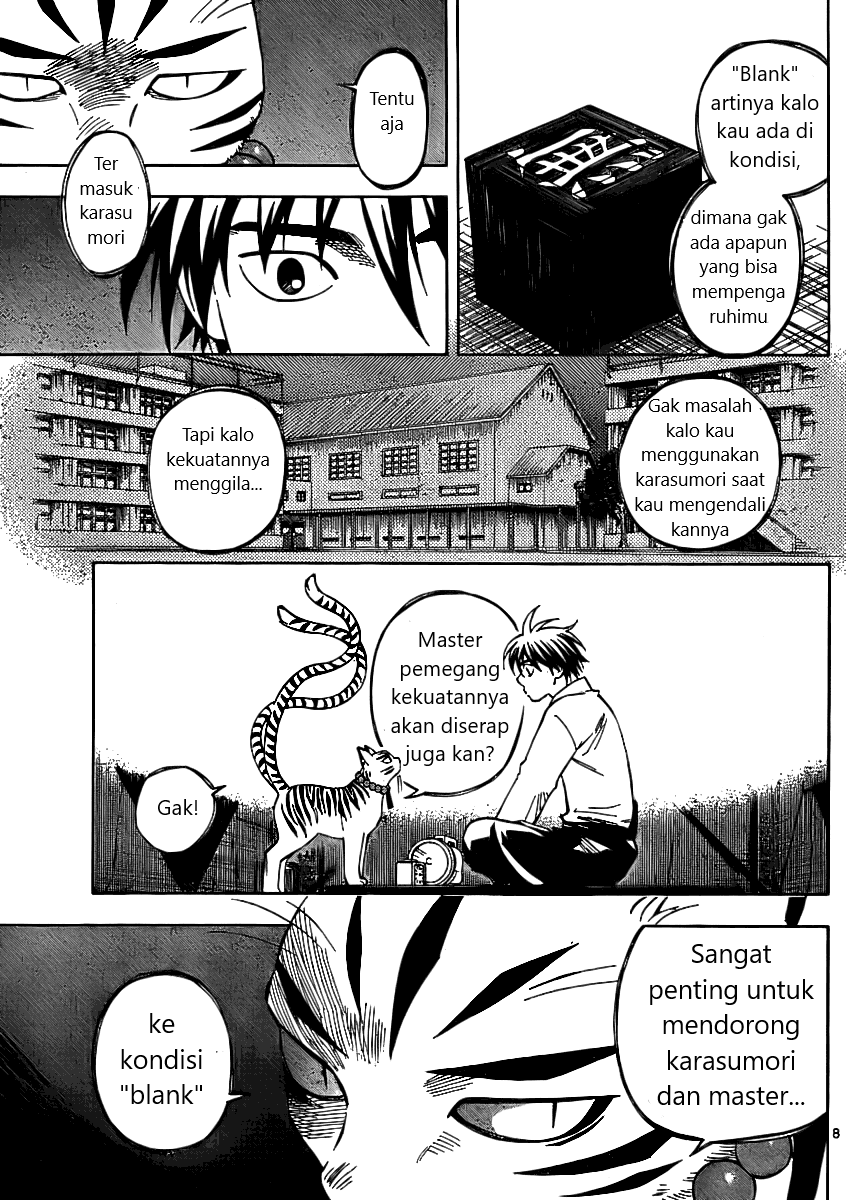 "Blank"
artinya kalo
kau ada di
kondisi,
dimana gak
ada apapun
yang bisa
mempenga
ruhimu
Tentu
aja
Ter
masuk
karasu
mori
Gak masalah
kalo kau
menggunakan
karasumori saat
kau mengendali
kannya
Tapi kalo
kekuatannya
menggila...
Master
pemegang
kekuatannya
akan diserap
juga kan?
Gak!
Sangat
penting untuk
mendorong
karasumori
dan master...
ke
kondisi
"blank"
8